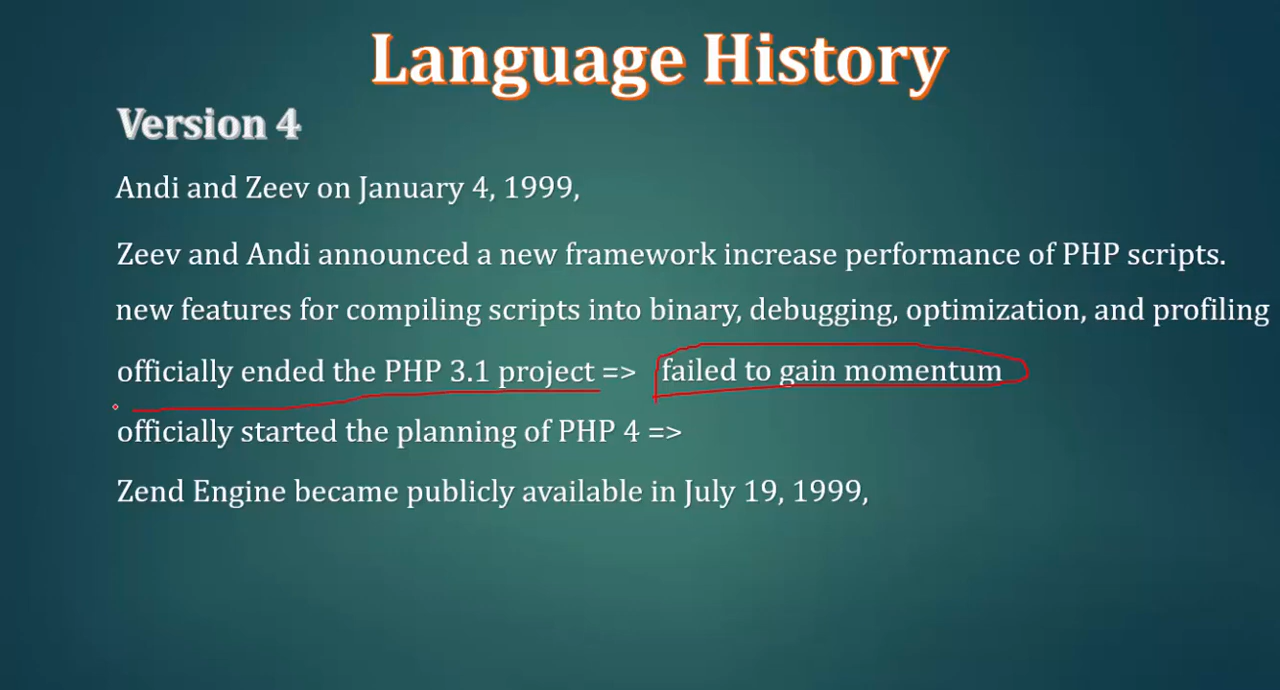 Language History
Version 4
Andi and Zeev on January 4, 1999,
Zeev and Andi announced a new framework increase performance of PHP scripts.
new features for compiling scripts into binary, debugging, optimization, and profiling
officially ended the PHP 3.1 project => failed to gain momentum
officially started the planning of PHP 4 =>
Zend Engine became publicly available in July 19, 1999,